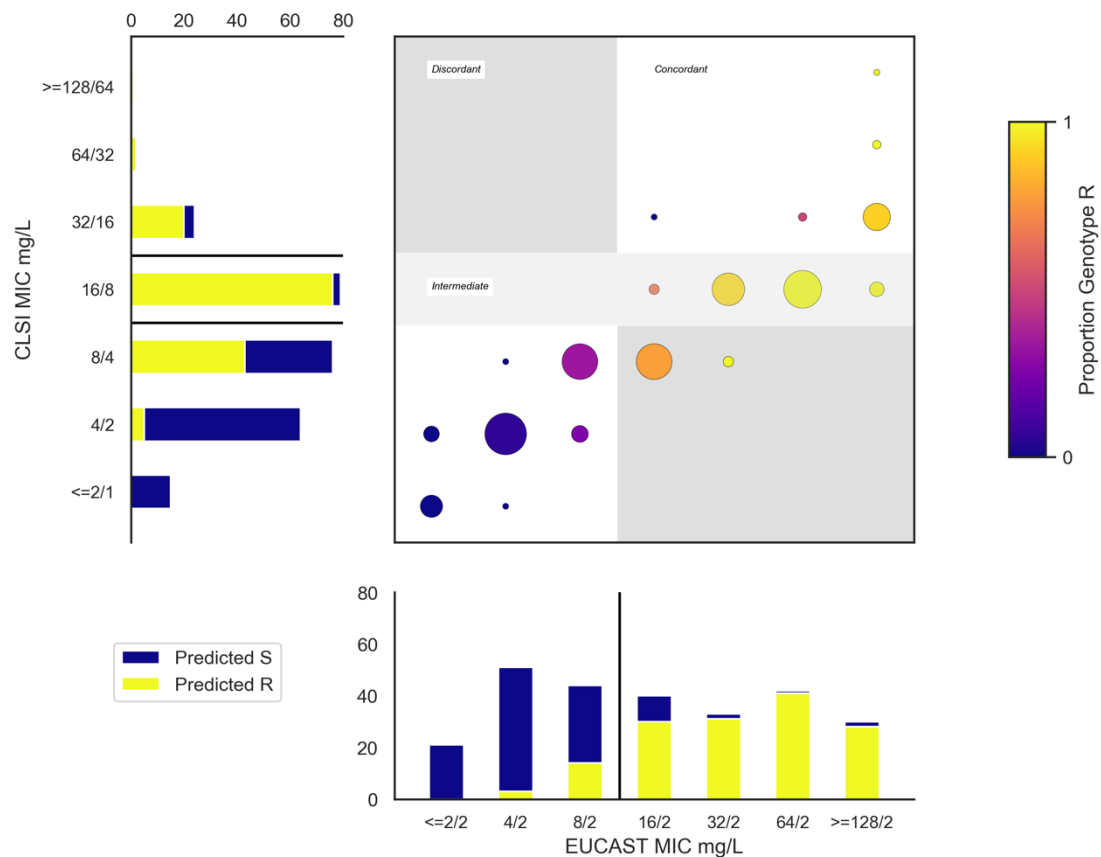 0 20 40 60 80
>=128/64
64/32
32/16
16/8
8/4
4/2
<=2/1
CLSI MIC mg/L
Discordant
Concordant
Intermediate
1
0
Proportion Genotype R
80
60
40
20
0
<=2/2 4/2 8/2 16/2 32/2 64/2 >=128/2
EUCAST MIC mg/L
Predicted S
Predicted R